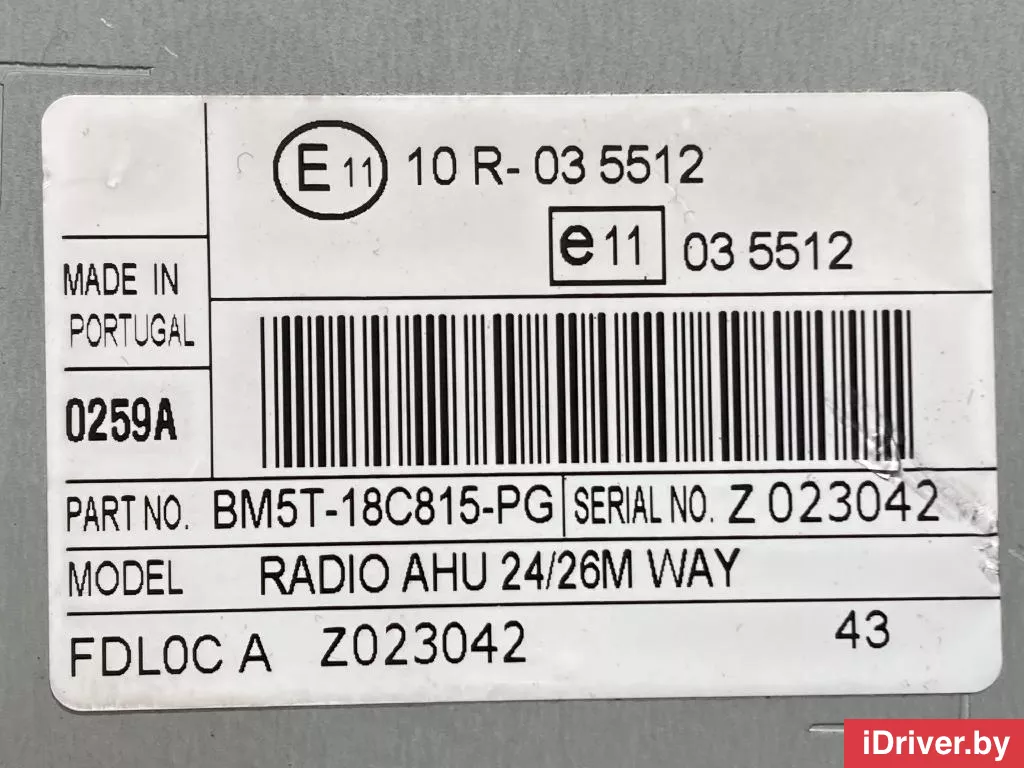 E 11 10 R- 03 5512
e 11 03 5512
MADE IN
PORTUGAL
0259A
PART NO. BM5T-18C815-PG SERIAL NO. Z 023042
MODEL RADIO AHU 24/26M WAY
FDLOC A Z023042 43
iDriver.by